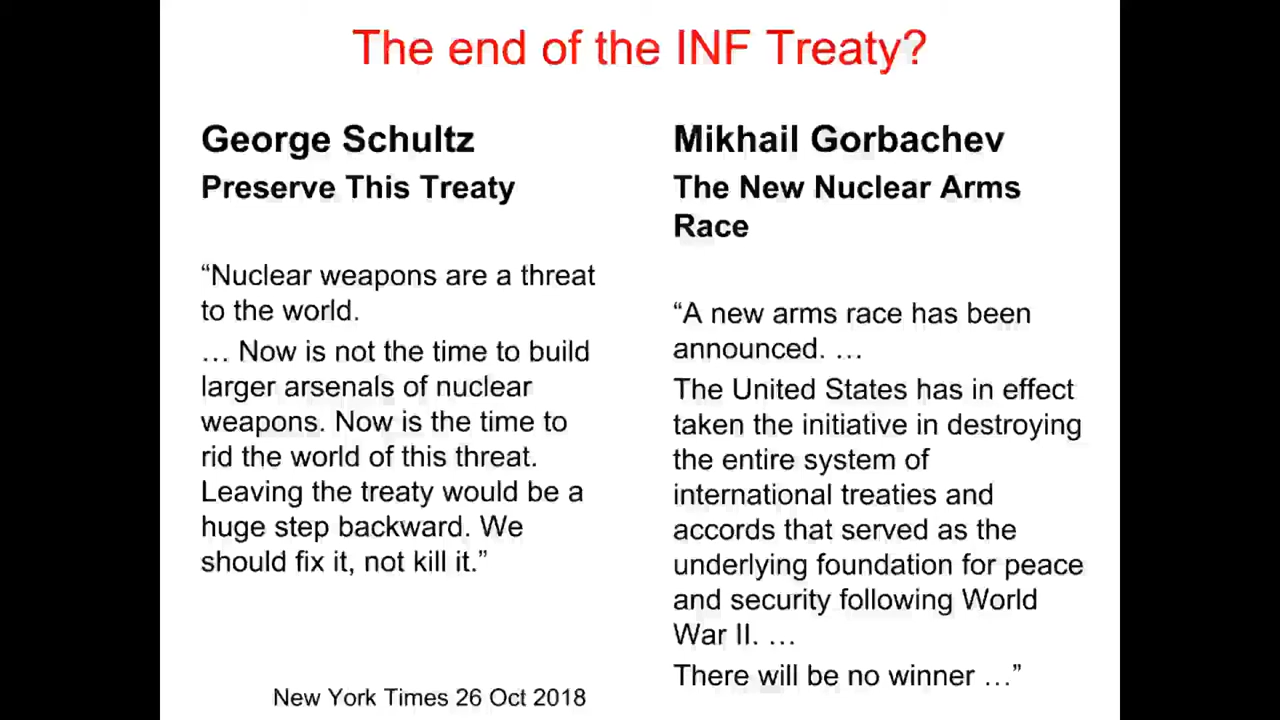 The end of the INF Treaty?
George Schultz
Preserve This Treaty
“Nuclear weapons are a threat
to the world.
… Now is not the time to build
larger arsenals of nuclear
weapons. Now is the time to
rid the world of this threat.
Leaving the treaty would be a
huge step backward. We
should fix it, not kill it.”
New York Times 26 Oct 2018
Mikhail Gorbachev
The New Nuclear Arms
Race
“A new arms race has been
announced. …
The United States has in effect
taken the initiative in destroying
the entire system of
international treaties and
accords that served as the
underlying foundation for peace
and security following World
War II. …
There will be no winner …”